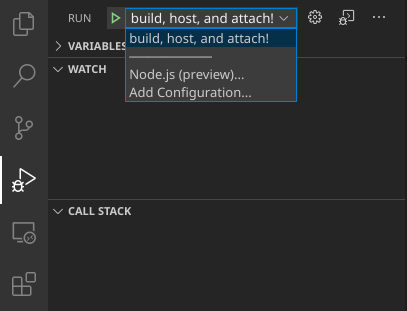 RUN
build, host, and attach!
VARIABLES
build, host, and attach!
Node.js (preview)...
Add Configuration...
WATCH
CALL STACK